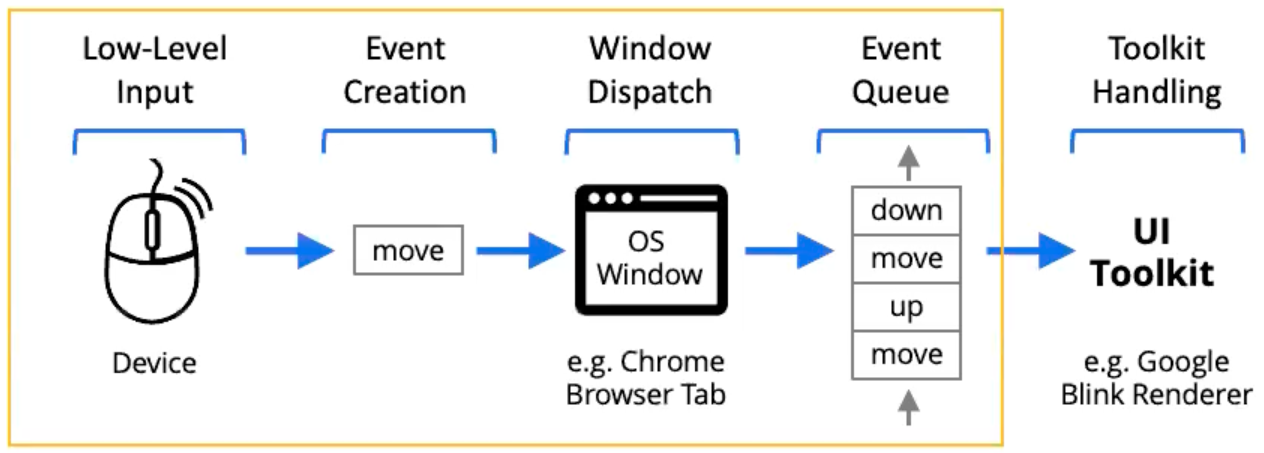 Low-Level
Input
Event
Creation
Window
Dispatch
Event
Queue
Toolkit
Handling
Device
move
OS
Window
e.g. Chrome
Browser Tab
down
move
up
move
UI
Toolkit
e.g. Google
Blink Renderer